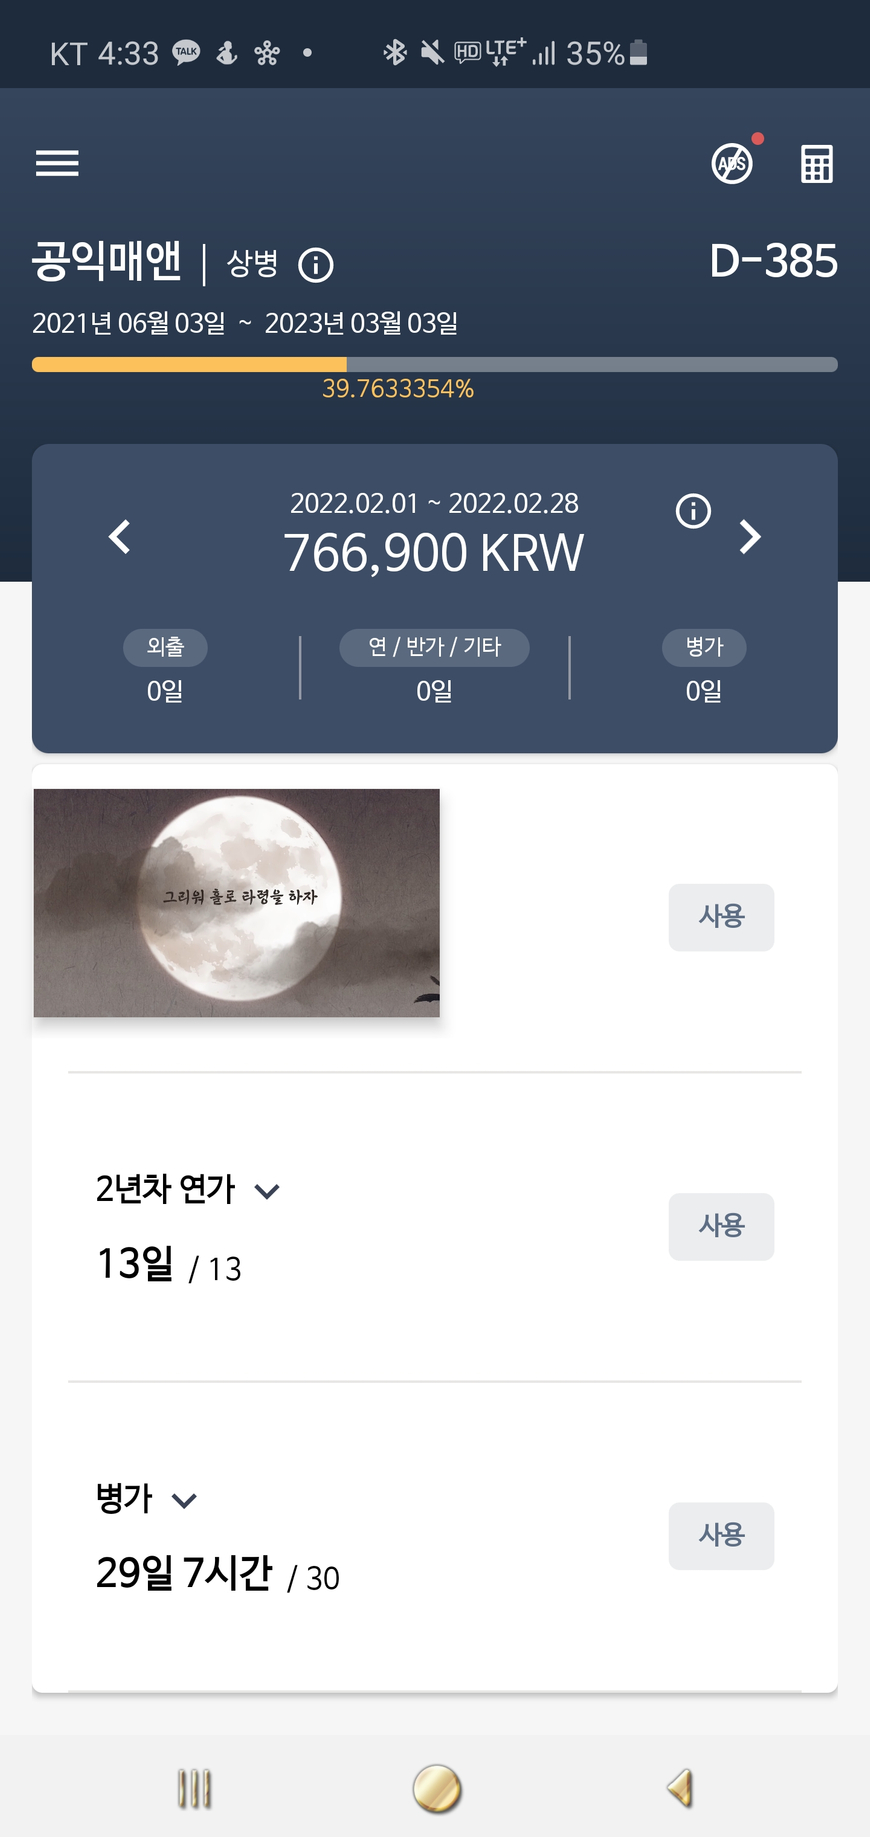 KT 4:33 TALK HD LTE+ 35%
ADS
공익매앤 | 상병 D-385
2021년 06월 03일 ~ 2023년 03월 03일
39.7633354%
2022.02.01 ~ 2022.02.28
766,900 KRW
외출 연 / 반가 / 기타 병가
0일 0일 0일
그리워 홀로 타령을 하자
사용
2년차 연가
13일 / 13
사용
병가
29일 7시간 / 30
사용